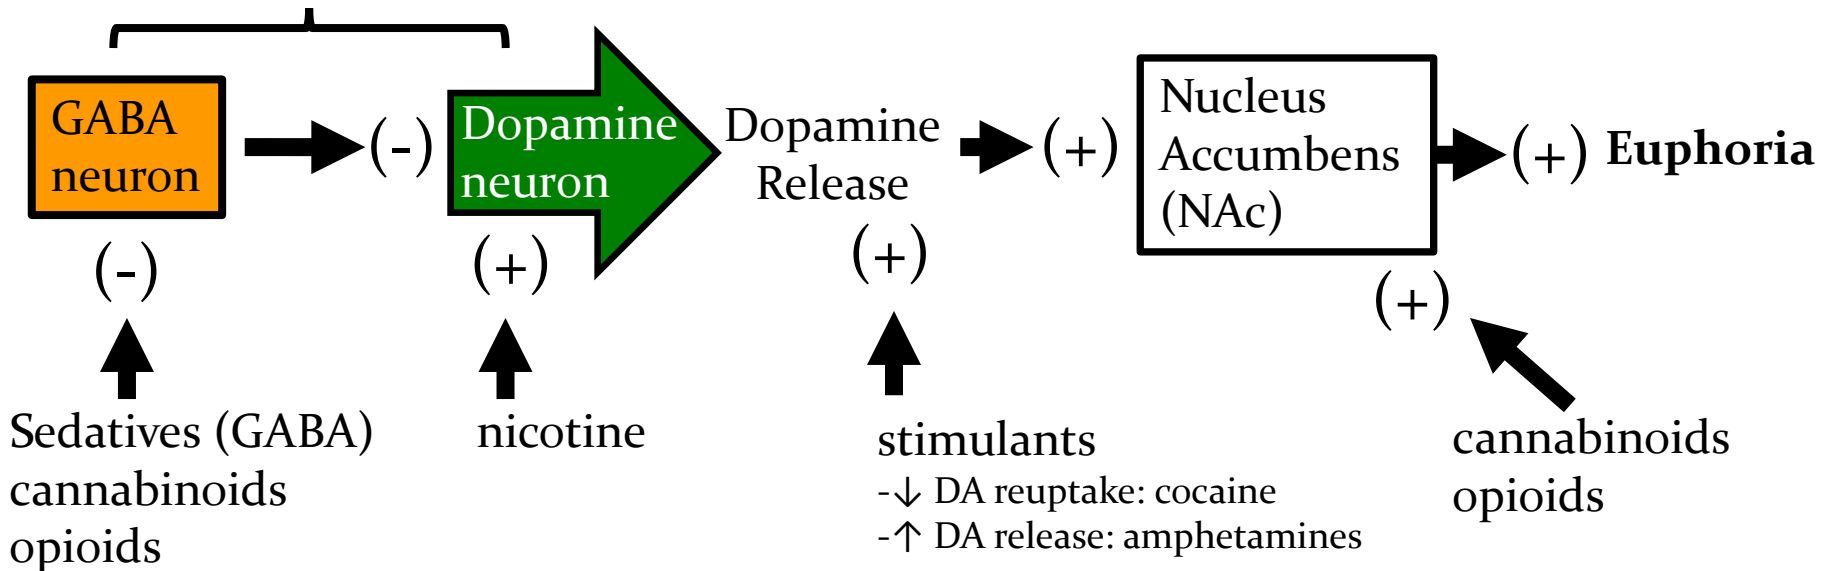 GABA
neuron
(-)
Dopamine
neuron
Dopamine
Release
(+)
Nucleus
Accumbens
(NAc)
(+) Euphoria
(-)
(+)
(+)
(+)
Sedatives (GABA)
cannabinoids
opioids
nicotine
stimulants
-↓ DA reuptake: cocaine
-↑ DA release: amphetamines
cannabinoids
opioids